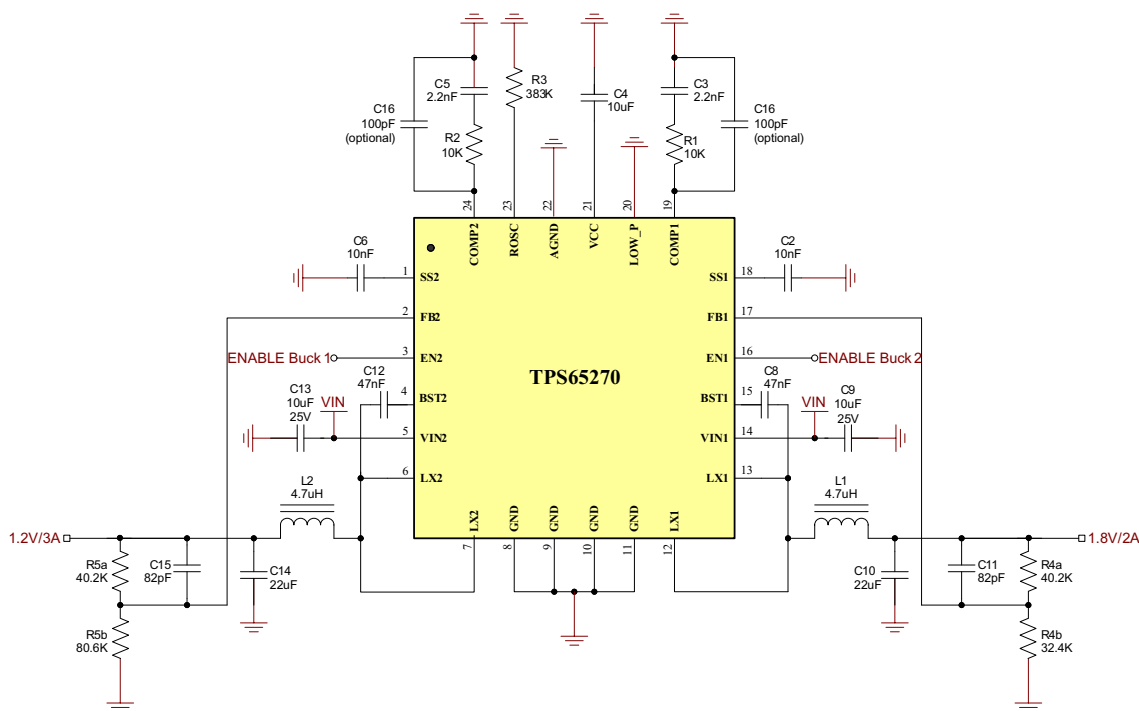 C5
2.2nF
R3
383K
C4
10uF
C3
2.2nF
C16
100pF
(optional)
R2
10K
R1
10K
C16
100pF
(optional)
24
23
22
21
20
19
COMP2
ROSC
AGND
VCC
LOW_P
COMP1
C6
10nF
1
SS2
SS1
18
C2
10nF
2
FB2
FB1
17
ENABLE Buck 1
3
EN2
EN1
16
ENABLE Buck 2
TPS65270
C12
47nF
4
BST2
BST1
15
C8
47nF
C13
10uF
25V
VIN
5
VIN2
VIN1
14
VIN
C9
10uF
25V
6
LX2
LX1
13
L2
4.7uH
L1
4.7uH
LX2
GND
GND
GND
GND
LX1
7
8
9
10
11
12
1.2V/3A
1.8V/2A
R5a
40.2K
C15
82pF
C14
22uF
C10
22uF
C11
82pF
R4a
40.2K
R5b
80.6K
R4b
32.4K